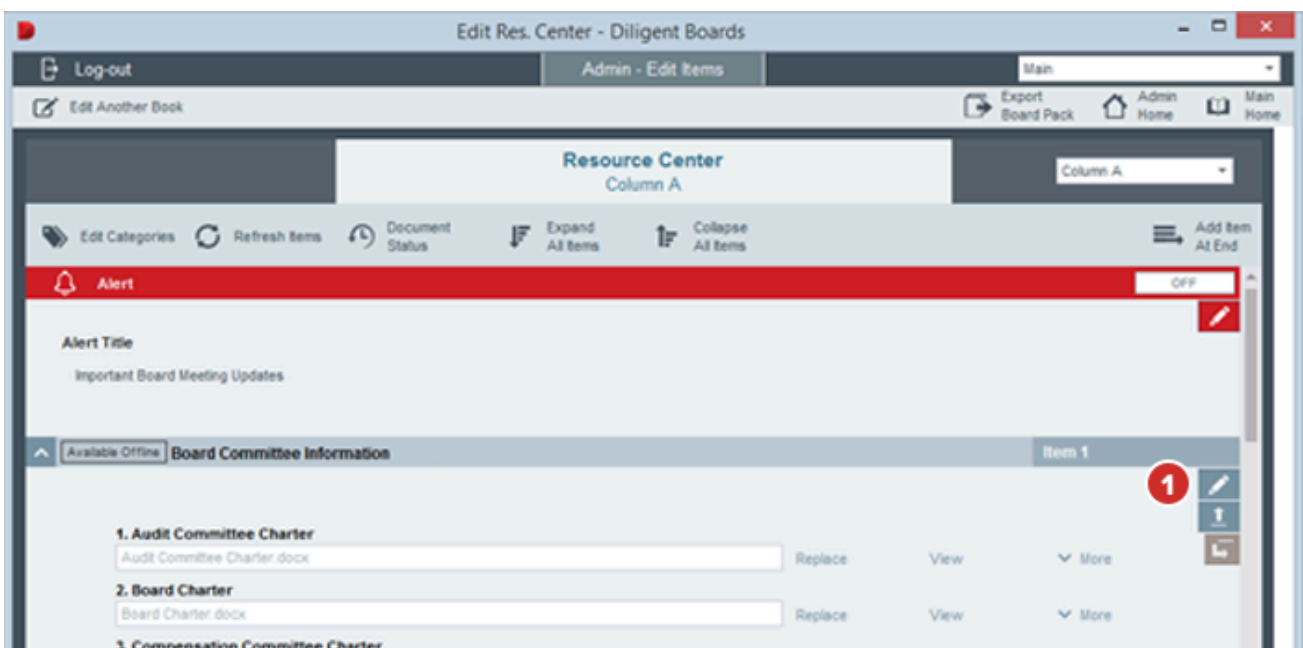 Edit Res. Center - Diligent Boards
Log-out
Admin - Edit Items
Main
Edit Another Book
Export
Board Pack
Admin
Home
Main
Home
Resource Center
Column A
Column A
Edit Categories
Refresh Items
Document
Status
Expand
All Items
Collapse
All Items
Add Item
At End
Alert
OFF
Alert Title
Important Board Meeting Updates
Available Offline
Board Committee Information
Item 1
1
1. Audit Committee Charter
Audit Committee Charter.docx
Replace
View
More
2. Board Charter
Board Charter.docx
Replace
View
More
3. Compensation Committee Charter